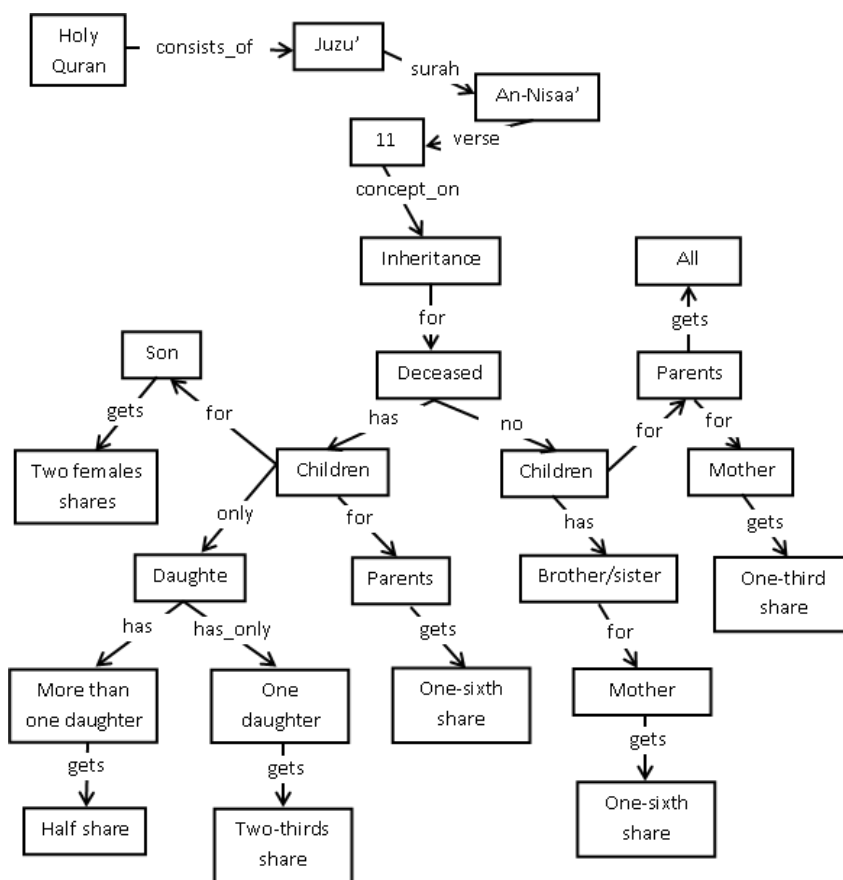 Holy
Quran
consists_of
Juzu’
surah
An-Nisaa’
verse
11
concept_on
Inheritance
All
for
gets
Son
Deceased
Parents
gets
for
has
no
for
for
Two females
shares
Children
Children
Mother
only
for
has
gets
Daughte
Parents
Brother/sister
One-third
share
has
has_only
gets
for
More than
one daughter
One
daughter
One-sixth
share
Mother
gets
gets
gets
Half share
Two-thirds
share
One-sixth
share